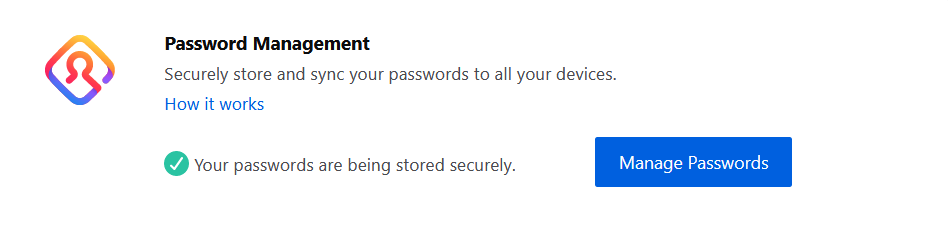 Password Management
Securely store and sync your passwords to all your devices.
How it works
Your passwords are being stored securely.
Manage Passwords